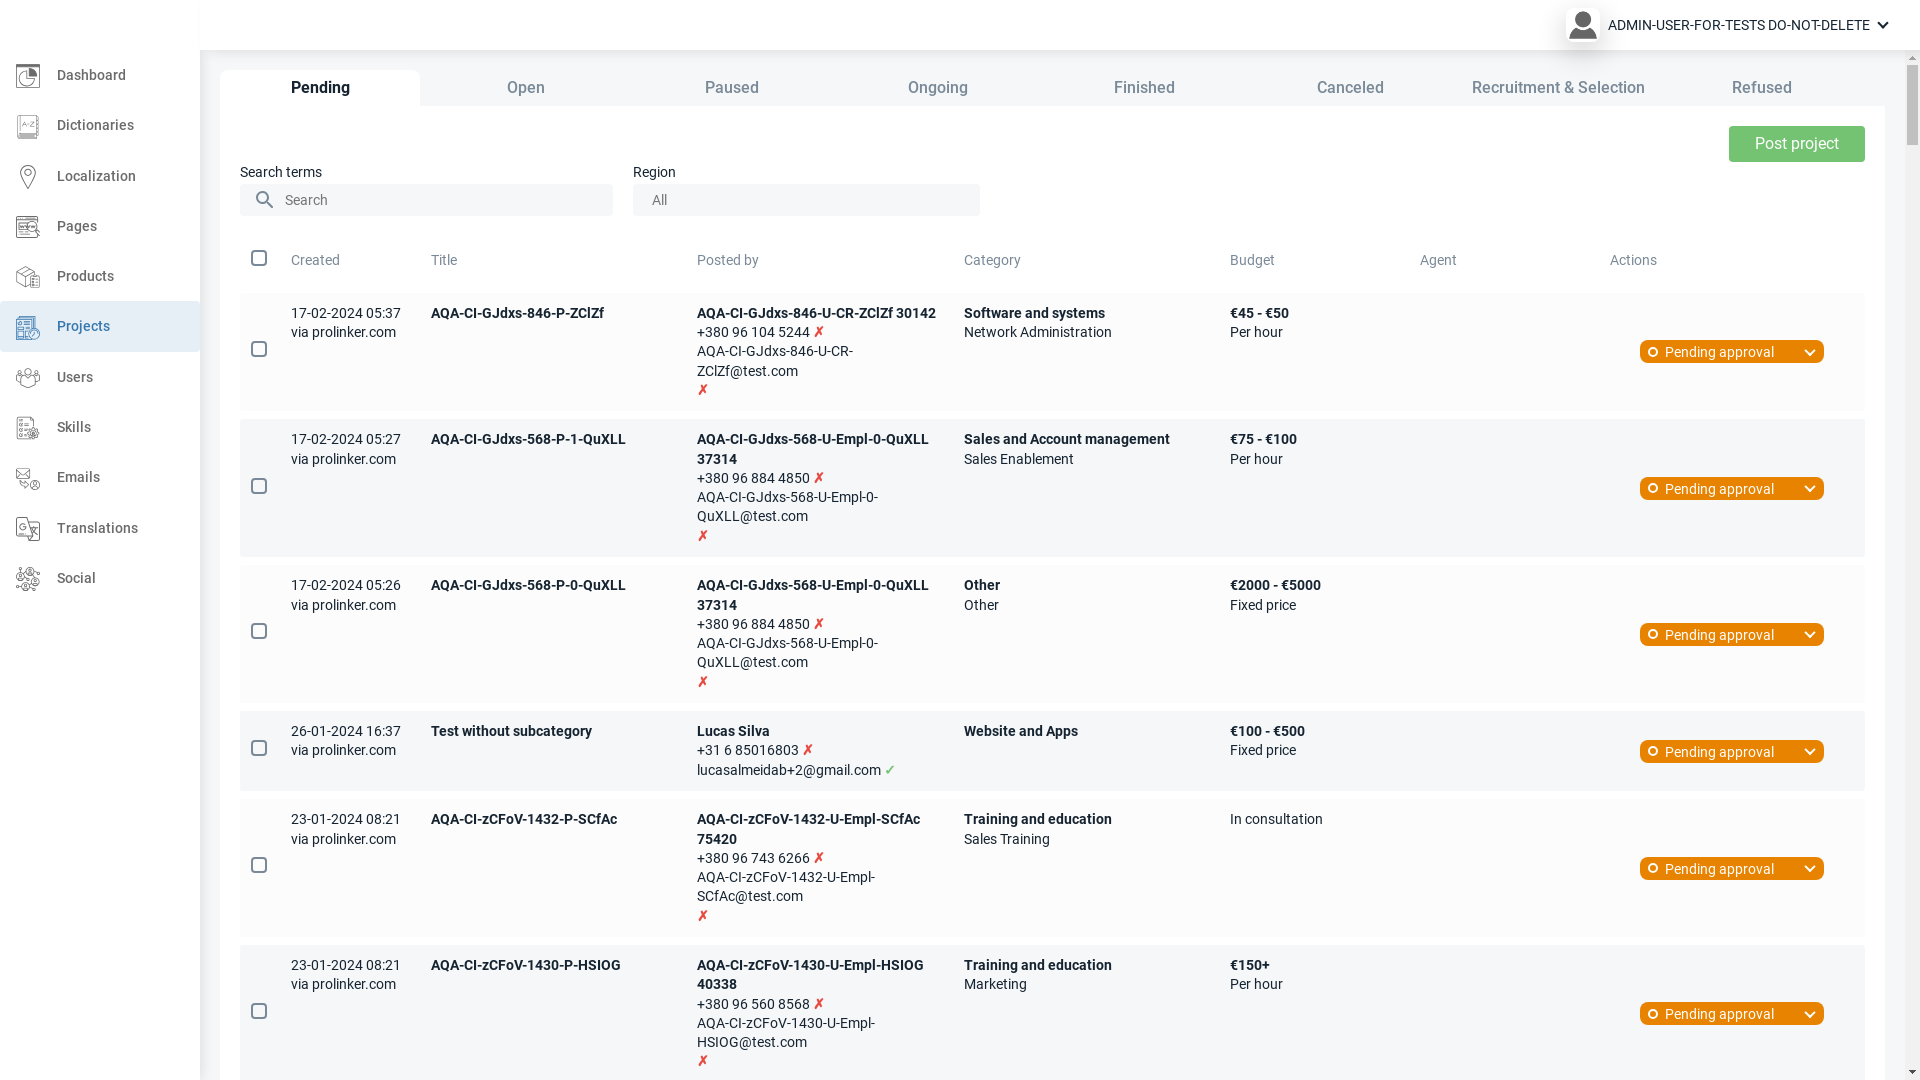 ADMIN-USER-FOR-TESTS DO-NOT-DELETE
Dashboard
Dictionaries
Localization
Pages
Products
Projects
Users
Skills
Emails
Translations
Social
Pending
Open
Paused
Ongoing
Finished
Canceled
Recruitment & Selection
Refused
Post project
Search terms
Search
Region
All
Created
Title
Posted by
Category
Budget
Agent
Actions
17-02-2024 05:37
via prolinker.com
AQA-CI-GJdxs-846-P-ZClZf
AQA-CI-GJdxs-846-U-CR-ZClZf 30142
+380 96 104 5244 ✗
AQA-CI-GJdxs-846-U-CR-
ZClZf@test.com
✗
Software and systems
Network Administration
€45 - €50
Per hour
Pending approval
17-02-2024 05:27
via prolinker.com
AQA-CI-GJdxs-568-P-1-QuXLL
AQA-CI-GJdxs-568-U-Empl-0-QuXLL
37314
+380 96 884 4850 ✗
AQA-CI-GJdxs-568-U-Empl-0-
QuXLL@test.com
✗
Sales and Account management
Sales Enablement
€75 - €100
Per hour
Pending approval
17-02-2024 05:26
via prolinker.com
AQA-CI-GJdxs-568-P-0-QuXLL
AQA-CI-GJdxs-568-U-Empl-0-QuXLL
37314
+380 96 884 4850 ✗
AQA-CI-GJdxs-568-U-Empl-0-
QuXLL@test.com
✗
Other
Other
€2000 - €5000
Fixed price
Pending approval
26-01-2024 16:37
via prolinker.com
Test without subcategory
Lucas Silva
+31 6 85016803 ✗
lucasalmeidab+2@gmail.com ✓
Website and Apps
€100 - €500
Fixed price
Pending approval
23-01-2024 08:21
via prolinker.com
AQA-CI-zCFoV-1432-P-SCfAc
AQA-CI-zCFoV-1432-U-Empl-SCfAc
75420
+380 96 743 6266 ✗
AQA-CI-zCFoV-1432-U-Empl-
SCfAc@test.com
✗
Training and education
Sales Training
In consultation
Pending approval
23-01-2024 08:21
via prolinker.com
AQA-CI-zCFoV-1430-P-HSIOG
AQA-CI-zCFoV-1430-U-Empl-HSIOG
40338
+380 96 560 8568 ✗
AQA-CI-zCFoV-1430-U-Empl-
HSIOG@test.com
✗
Training and education
Marketing
€150+
Per hour
Pending approval